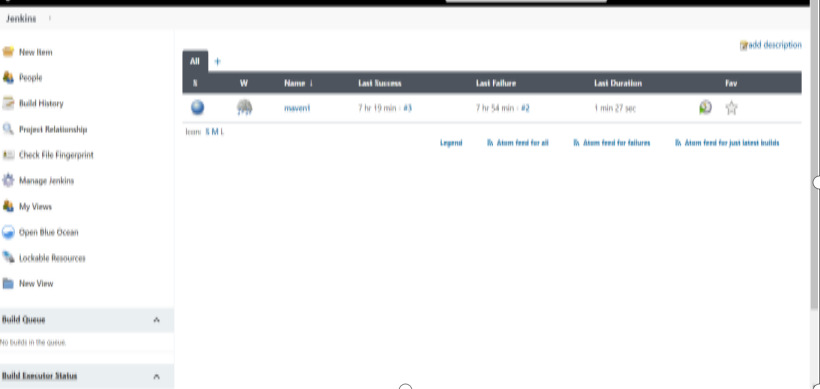 Jenkins
add description
New Item
People
Build History
Project Relationship
Check File Fingerprint
Manage Jenkins
My Views
Open Blue Ocean
Lockable Resources
New View
Build Queue
No builds in the queue.
Build Executor Status
All +
S W Name ↓ Last Success Last Failure Last Duration Fav
maven1 7 hr 19 min - #3 7 hr 54 min - #2 1 min 27 sec
Icon: S M L
Legend Atom feed for all Atom feed for failures Atom feed for just latest builds